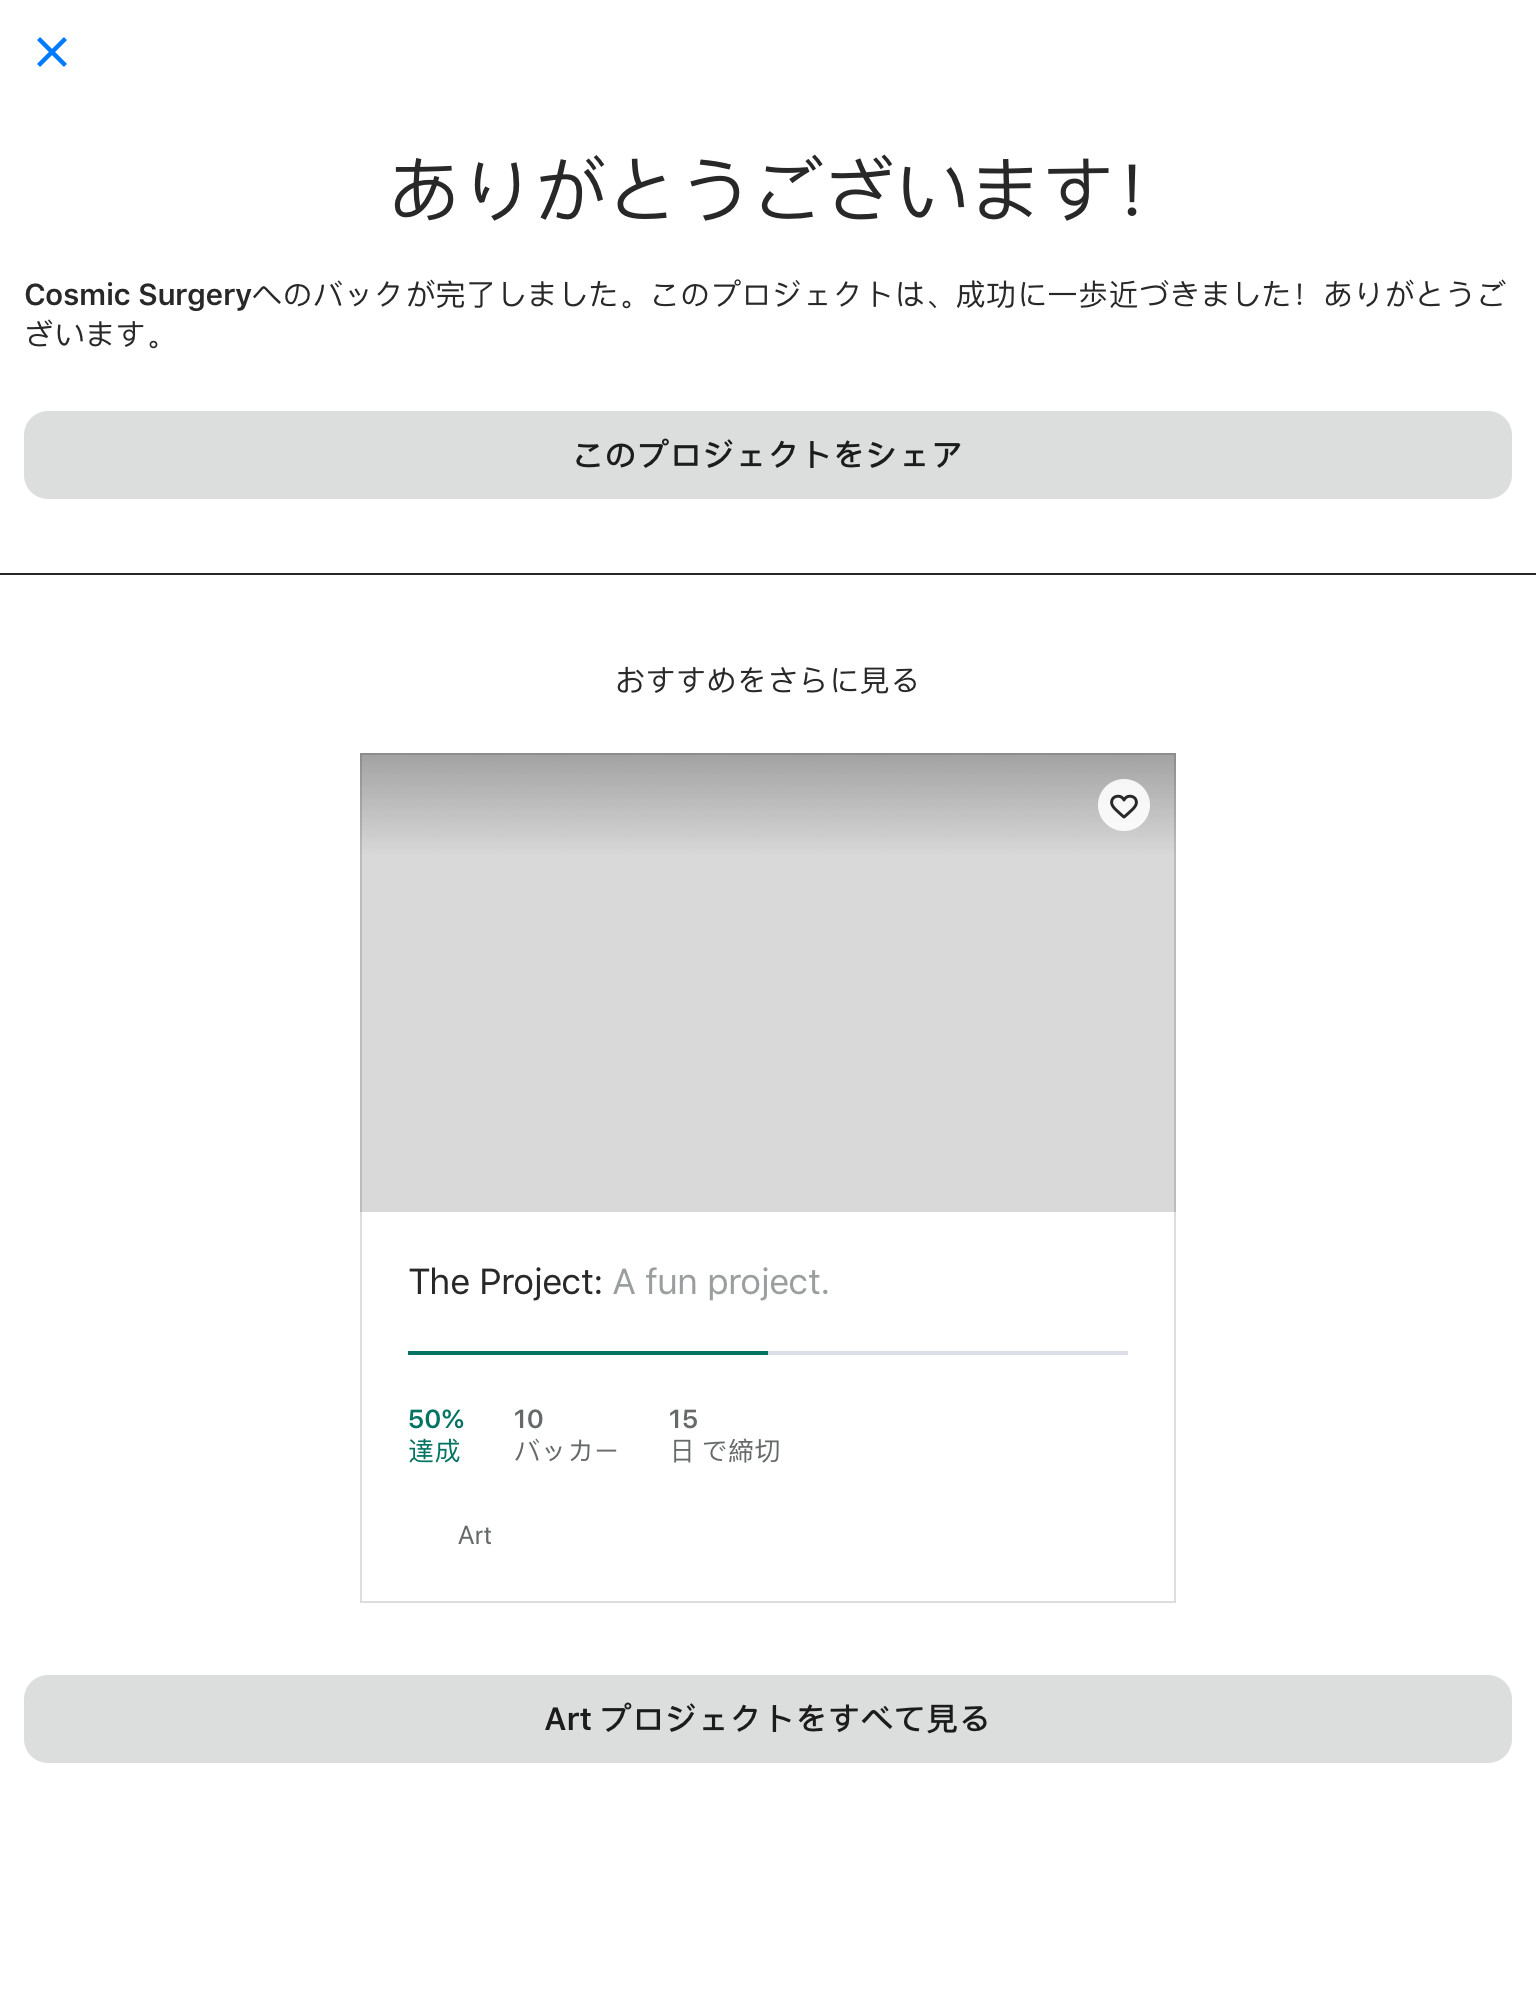 ありがとうございます！
Cosmic Surgeryへのバックが完了しました。このプロジェクトは、成功に一歩近づきました！ありがとうご
ざいます。
このプロジェクトをシェア
おすすめをさらに見る
The Project: A fun project.
50% 10 15
達成 バッカー 日 で締切
Art
Art プロジェクトをすべて見る